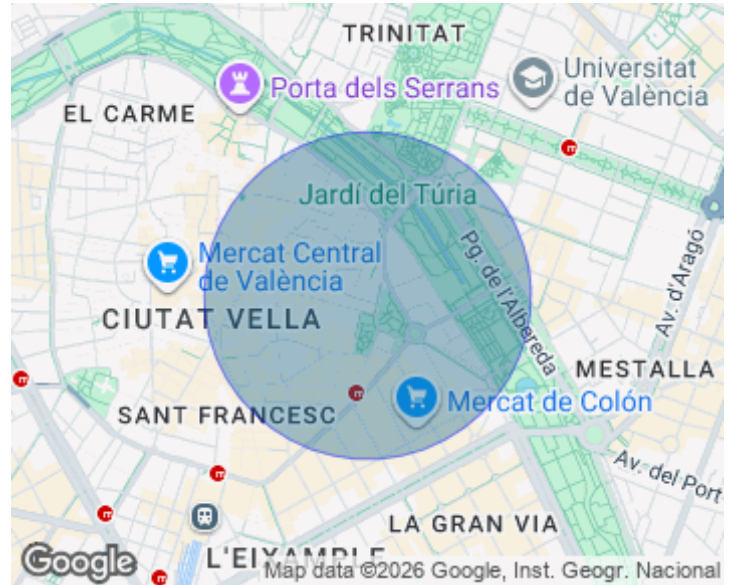 TRINITAT
Porta dels Serrans
Universitat
de València
EL CARME
Jardí del Túria
Mercat Central
de València
Pg. de l'Albereda
Av. d'Aragó
CIUTAT VELLA
MESTALLA
SANT FRANCESC
Mercat de Colón
Av. del Port
LA GRAN VIA
L'EIXAMPLE
Google
Map data ©2026 Google, Inst. Geogr. Nacional